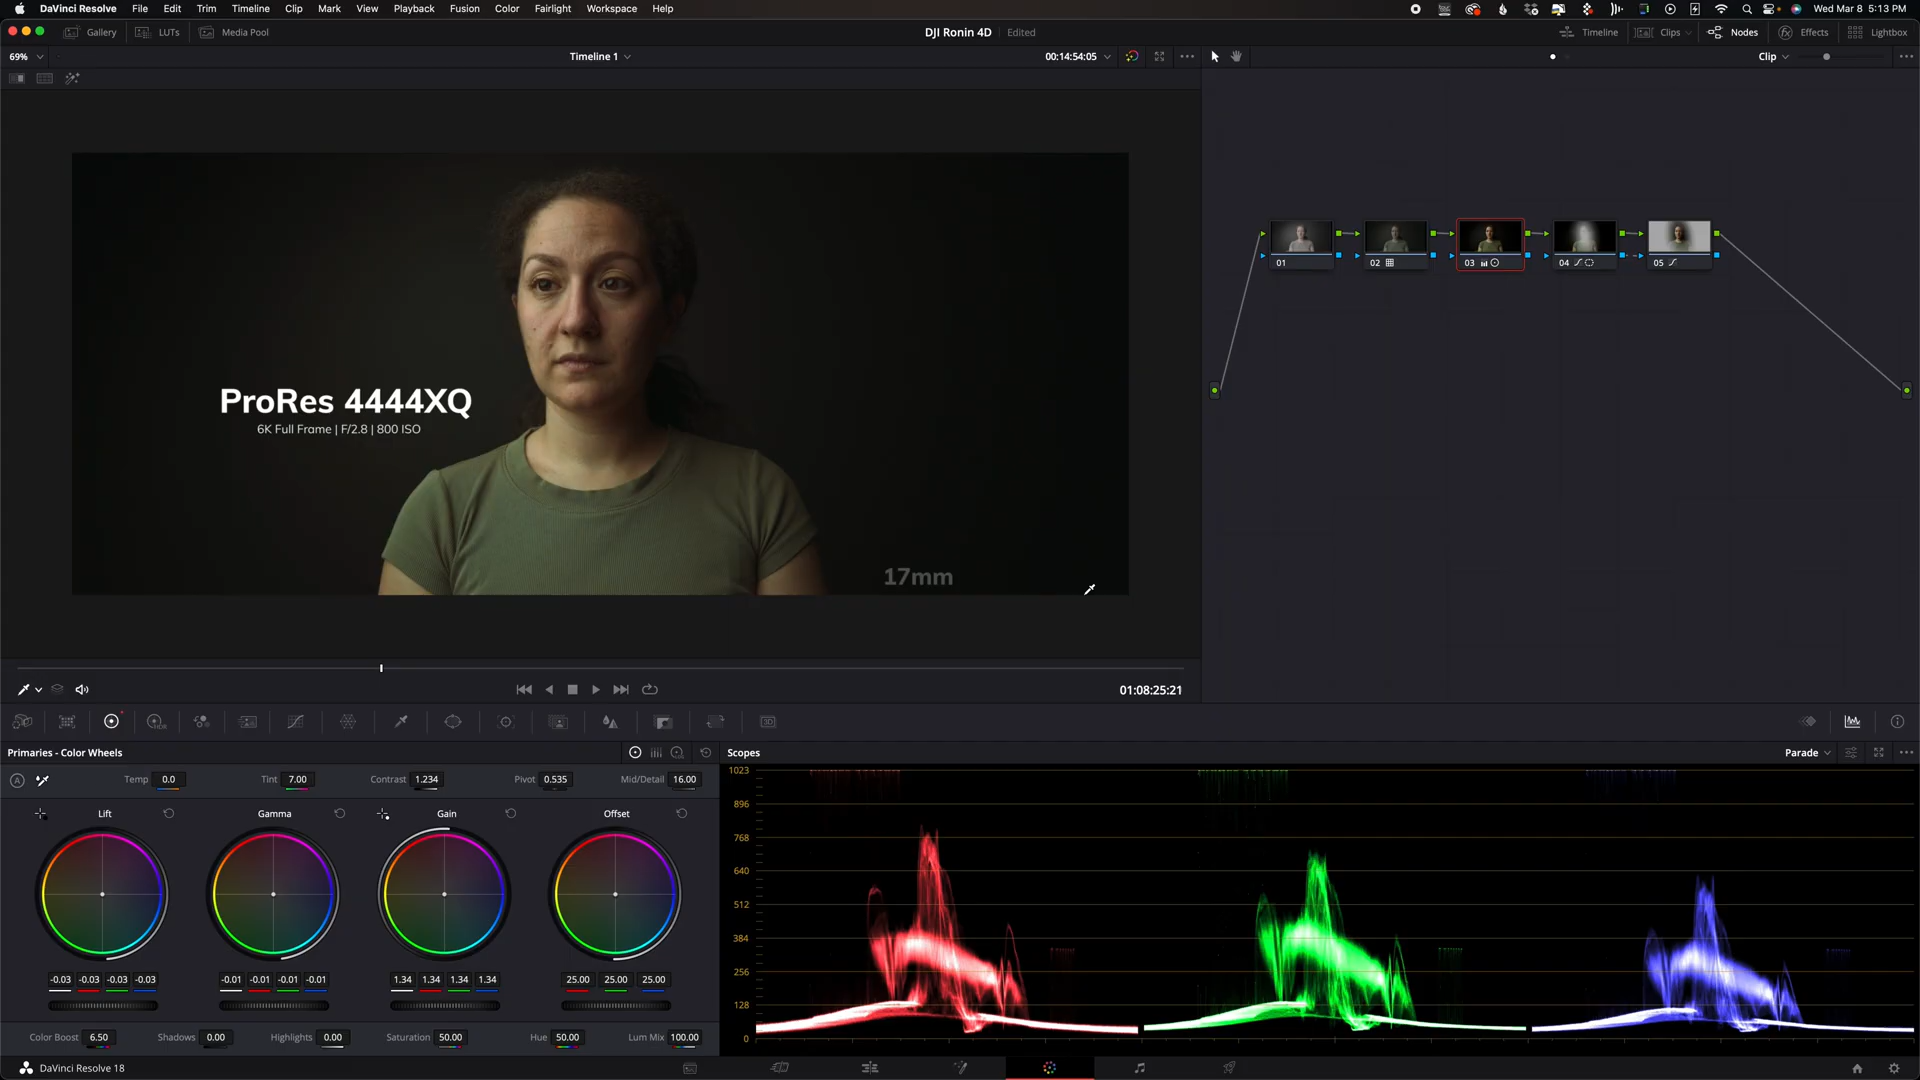 DaVinci Resolve File Edit Trim Timeline Clip Mark View Playback Fusion Color Fairlight Workspace Help Wed Mar 8 5:13 PM
Gallery LUTs Media Pool DJI Ronin 4D Edited Timeline Clips Nodes Effects Lightbox
69% Timeline 1 00:14:54:05 Clip
ProRes 4444XQ
6K Full Frame | F/2.8 | 800 ISO
17mm
01 02 03 04 05
01:08:25:21
Primaries - Color Wheels Scopes Parade
A Temp 0.0 Tint 7.00 Contrast 1.234 Pivot 0.535 Mid/Detail 16.00
Lift Gamma Gain Offset
-0.03 -0.03 -0.03 -0.03 -0.01 -0.01 -0.01 -0.01 1.34 1.34 1.34 1.34 25.00 25.00 25.00
Color Boost 6.50 Shadows 0.00 Highlights 0.00 Saturation 50.00 Hue 50.00 Lum Mix 100.00
1023
896
768
640
512
384
256
128
0
DaVinci Resolve 18